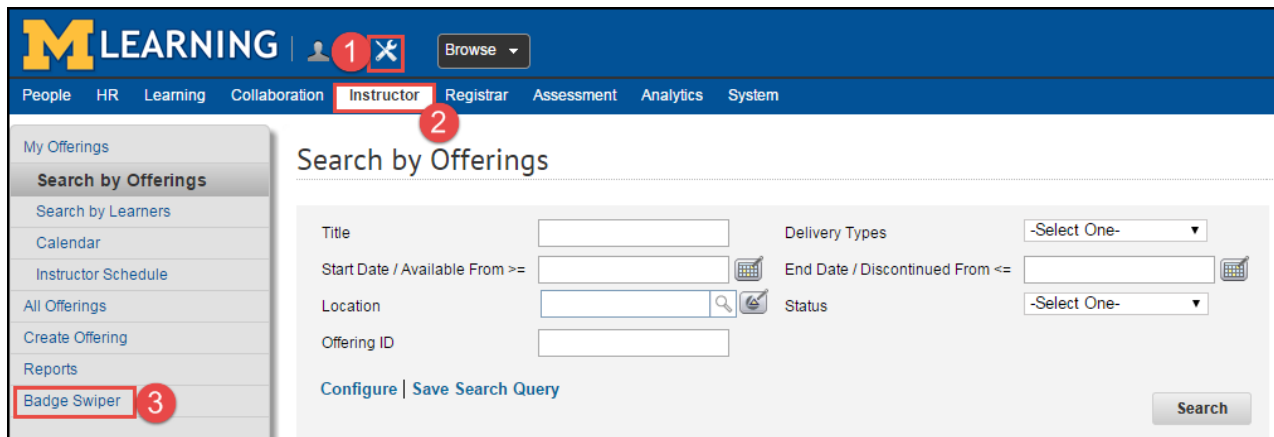 M LEARNING 1 Browse
People HR Learning Collaboration Instructor Registrar Assessment Analytics System
2
My Offerings
Search by Offerings
Search by Learners
Calendar
Instructor Schedule
All Offerings
Create Offering
Reports
Badge Swiper 3
Search by Offerings
Title Delivery Types -Select One-
Start Date / Available From >= End Date / Discontinued From <=
Location Status -Select One-
Offering ID
Configure | Save Search Query
Search